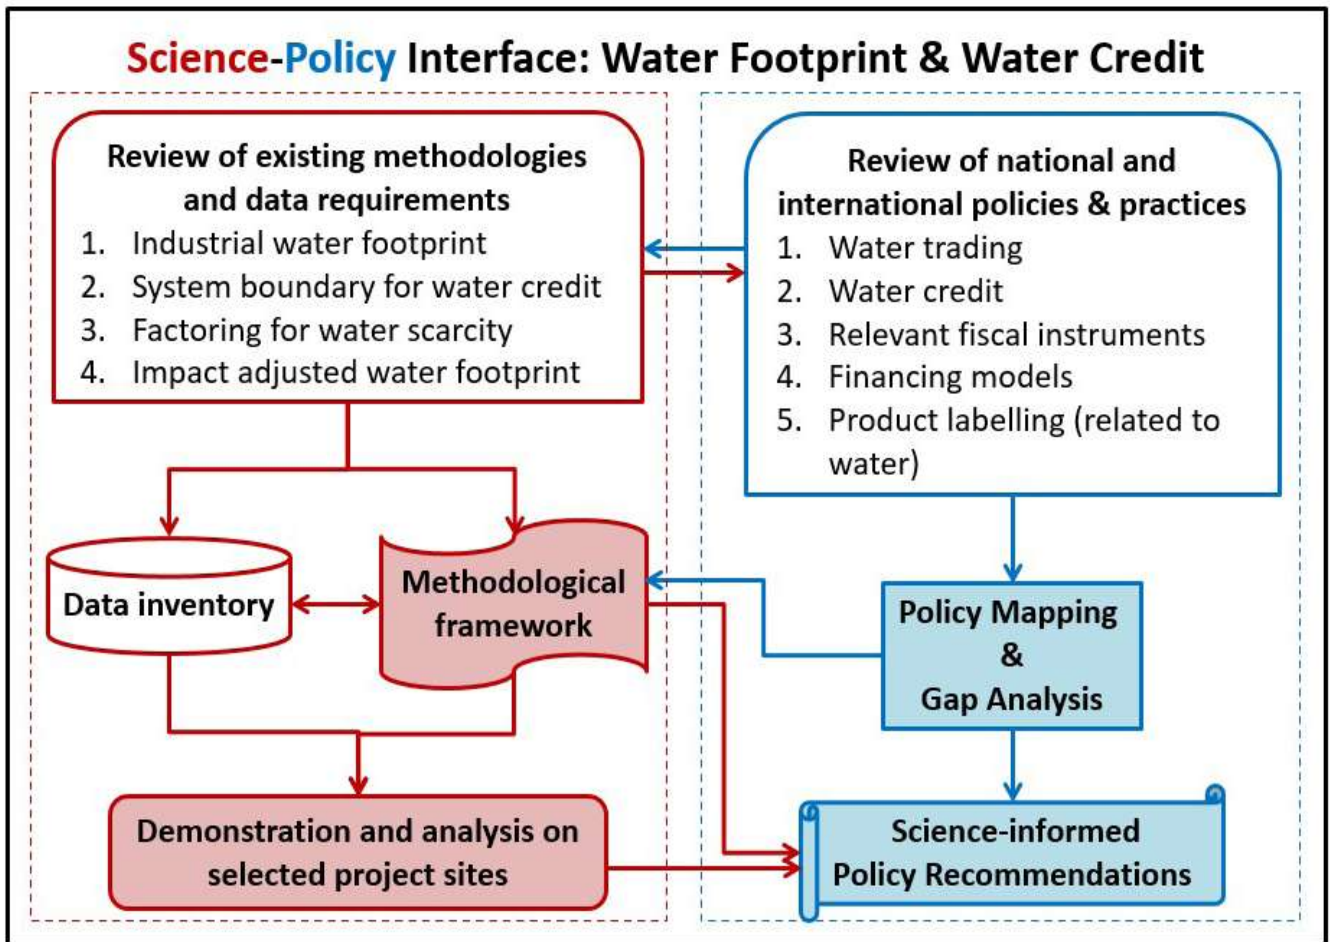 Science-Policy Interface: Water Footprint & Water Credit
Review of existing methodologies
and data requirements
1. Industrial water footprint
2. System boundary for water credit
3. Factoring for water scarcity
4. Impact adjusted water footprint
Review of national and
international policies & practices
1. Water trading
2. Water credit
3. Relevant fiscal instruments
4. Financing models
5. Product labelling (related to
water)
Data inventory
Methodological
framework
Policy Mapping
&
Gap Analysis
Demonstration and analysis on
selected project sites
Science-informed
Policy Recommendations